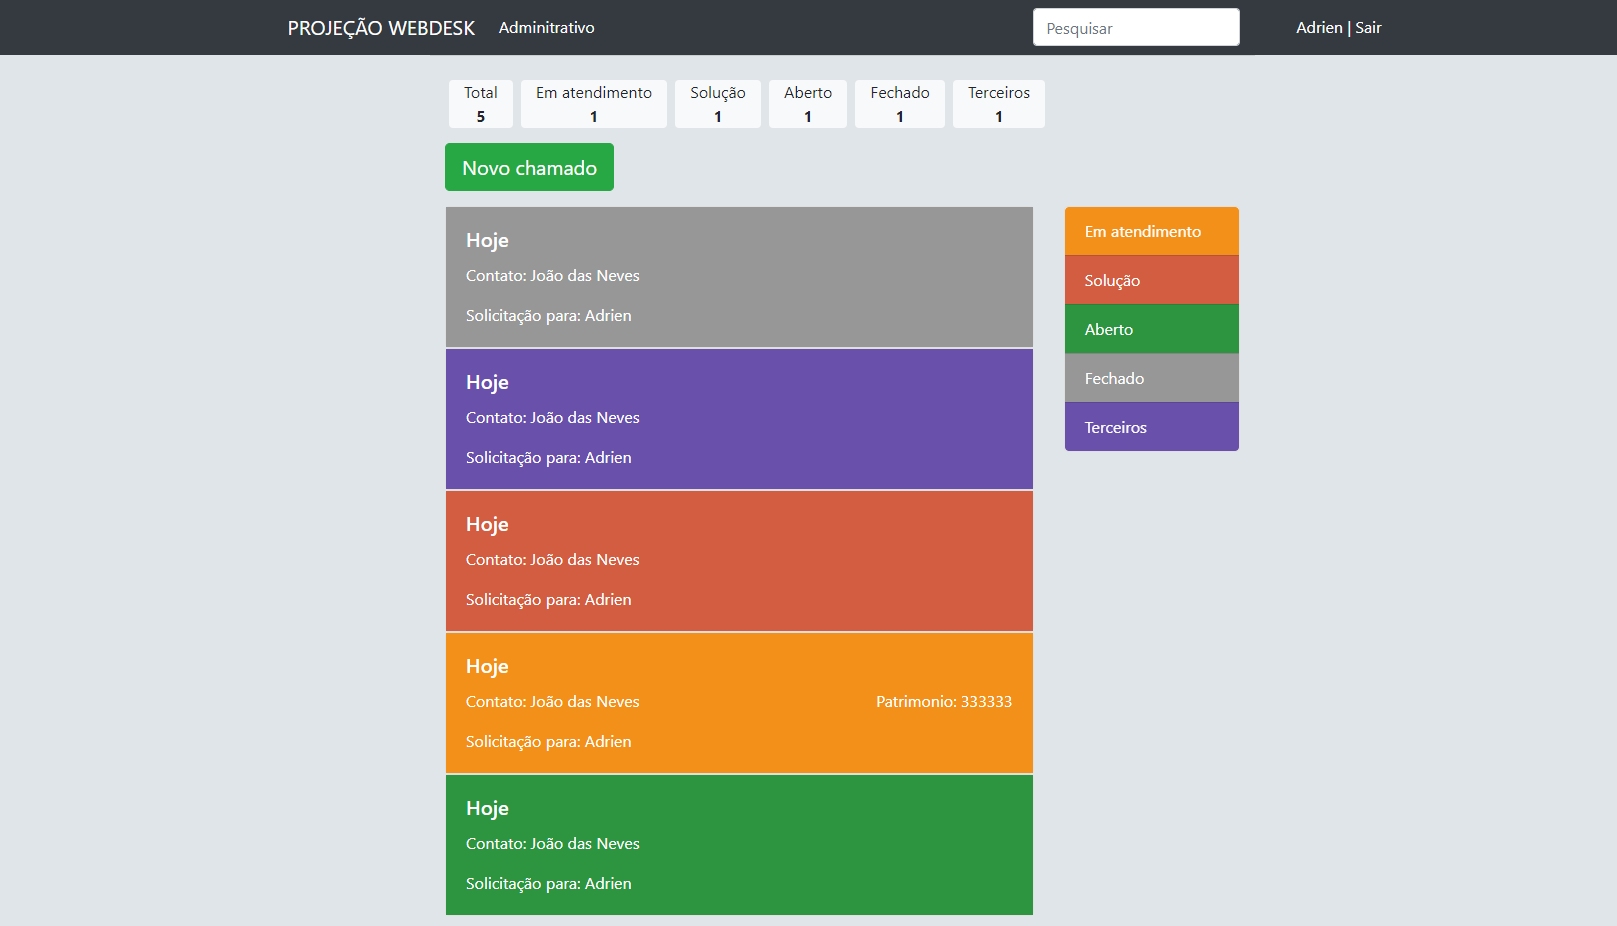 PROJEÇÃO WEBDESK Adminitrativo Pesquisar Adrien | Sair
Total Em atendimento Solução Aberto Fechado Terceiros
5 1 1 1 1 1
Novo chamado
Hoje
Contato: João das Neves
Solicitação para: Adrien
Hoje
Contato: João das Neves
Solicitação para: Adrien
Hoje
Contato: João das Neves
Solicitação para: Adrien
Hoje
Contato: João das Neves Patrimonio: 333333
Solicitação para: Adrien
Hoje
Contato: João das Neves
Solicitação para: Adrien
Em atendimento
Solução
Aberto
Fechado
Terceiros